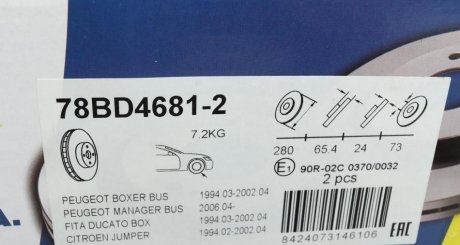 78BD4681-2
7.2KG
280 65.4 24 73
E1 90R-02C 0370/0032
2 pcs
PEUGEOT BOXER BUS 1994.03-2002.04
PEUGEOT MANAGER BUS 2006.04-
FITA DUCATO BOX 1994.03-2002.04
CITROEN JUMPER 1994.02-2002.04
8424073146106
EAC
A.